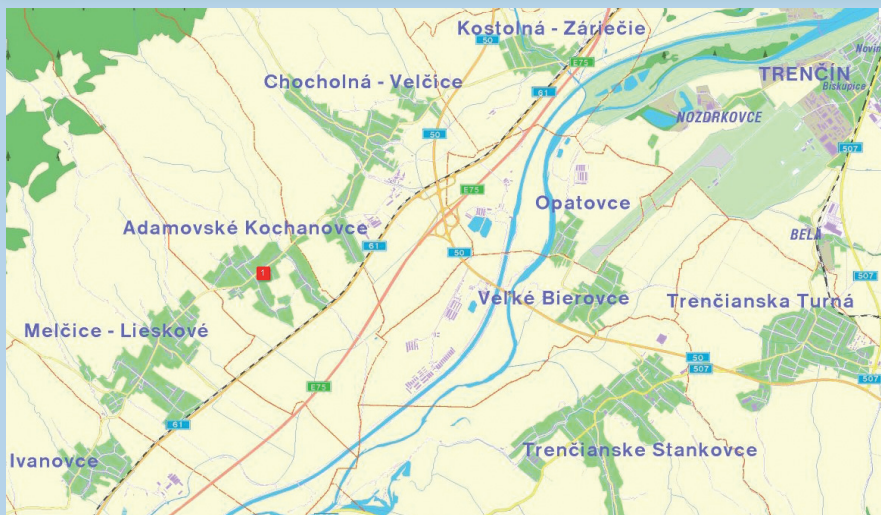 Kostolná - Záriečie
50
E75
TRENČÍN
Biskupice
Chocholná - Velčice
61
NOZDRKOVCE
50
507
E75
Opatovce
Adamovské Kochanovce
61
BELÁ
50
1
507
Veľké Bierovce
Trenčianska Turná
Melčice - Lieskové
50
507
507
E75
61
Ivanovce
Trenčianske Stankovce